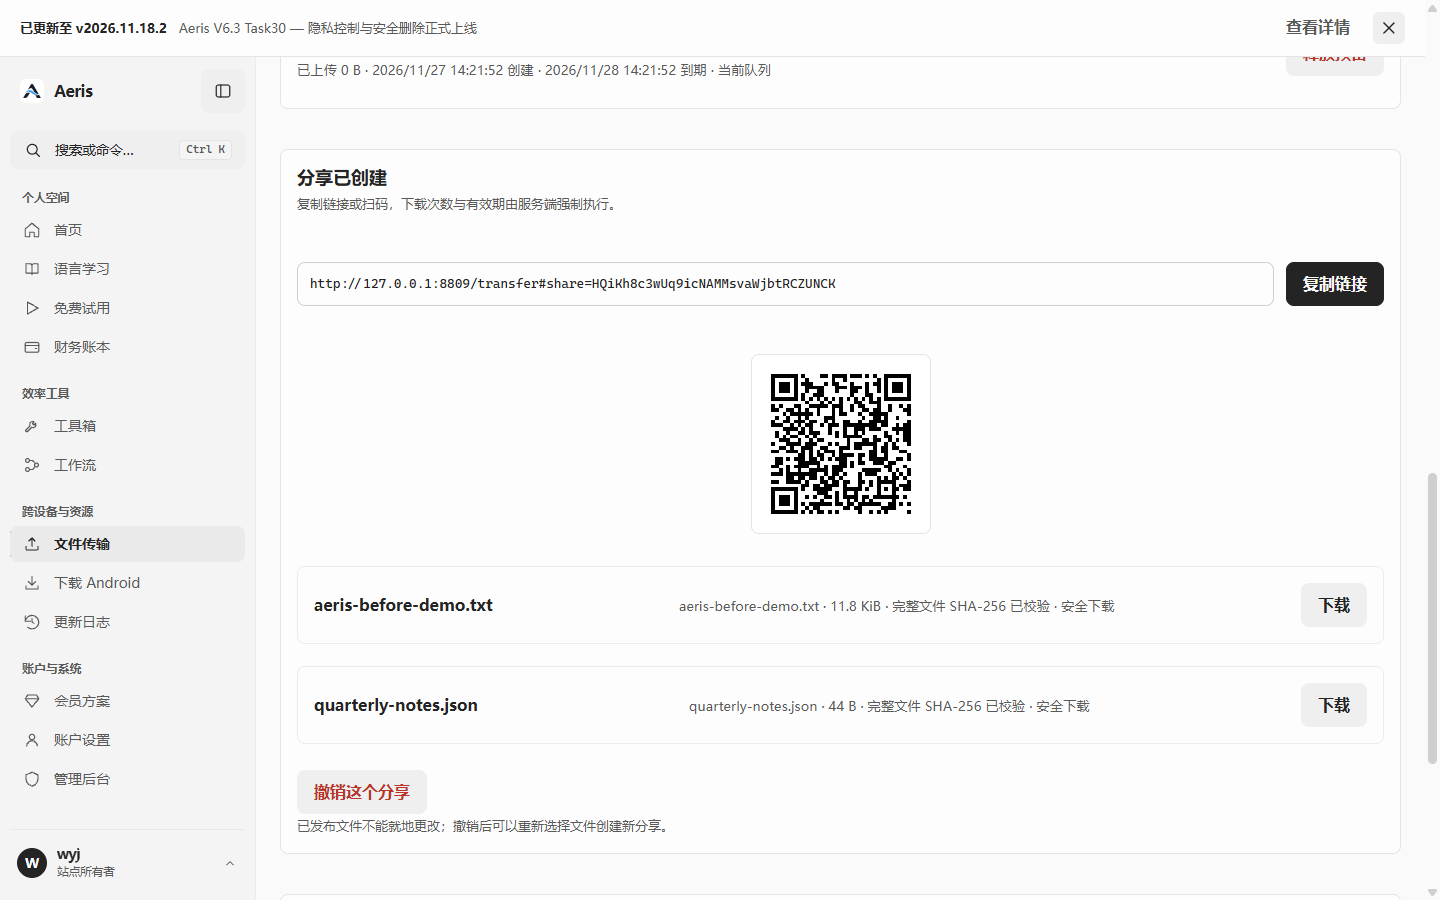 已更新至 v2026.11.18.2 Aeris V6.3 Task30 — 隐私控制与安全删除正式上线
查看详情
Aeris
搜索或命令... Ctrl K
个人空间
首页
语言学习
免费试用
财务账本
效率工具
工具箱
工作流
跨设备与资源
文件传输
下载 Android
更新日志
账户与系统
会员方案
账户设置
管理后台
W
wyj
站点所有者
已上传 0 B · 2026/11/27 14:21:52 创建 · 2026/11/28 14:21:52 到期 · 当前队列
分享已创建
复制链接或扫码，下载次数与有效期由服务端强制执行。
http://127.0.0.1:8809/transfer#share=HQiKh8c3wUq9icNAMMsvaWjbtRCZUNCK
复制链接
aeris-before-demo.txt
aeris-before-demo.txt · 11.8 KiB · 完整文件 SHA-256 已校验 · 安全下载
下载
quarterly-notes.json
quarterly-notes.json · 44 B · 完整文件 SHA-256 已校验 · 安全下载
下载
撤销这个分享
已发布文件不能就地更改；撤销后可以重新选择文件创建新分享。